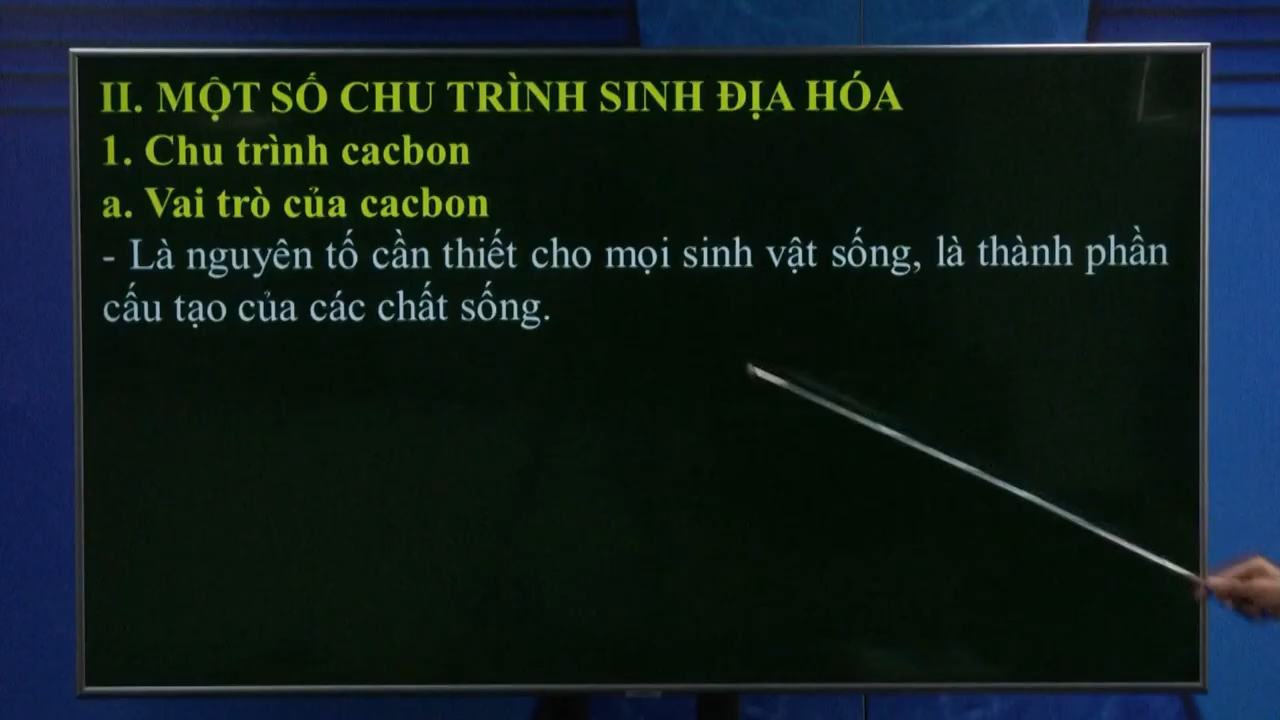 II. MỘT SỐ CHU TRÌNH SINH ĐỊA HÓA
1. Chu trình cacbon
a. Vai trò của cacbon
- Là nguyên tố cần thiết cho mọi sinh vật sống, là thành phần
cấu tạo của các chất sống.